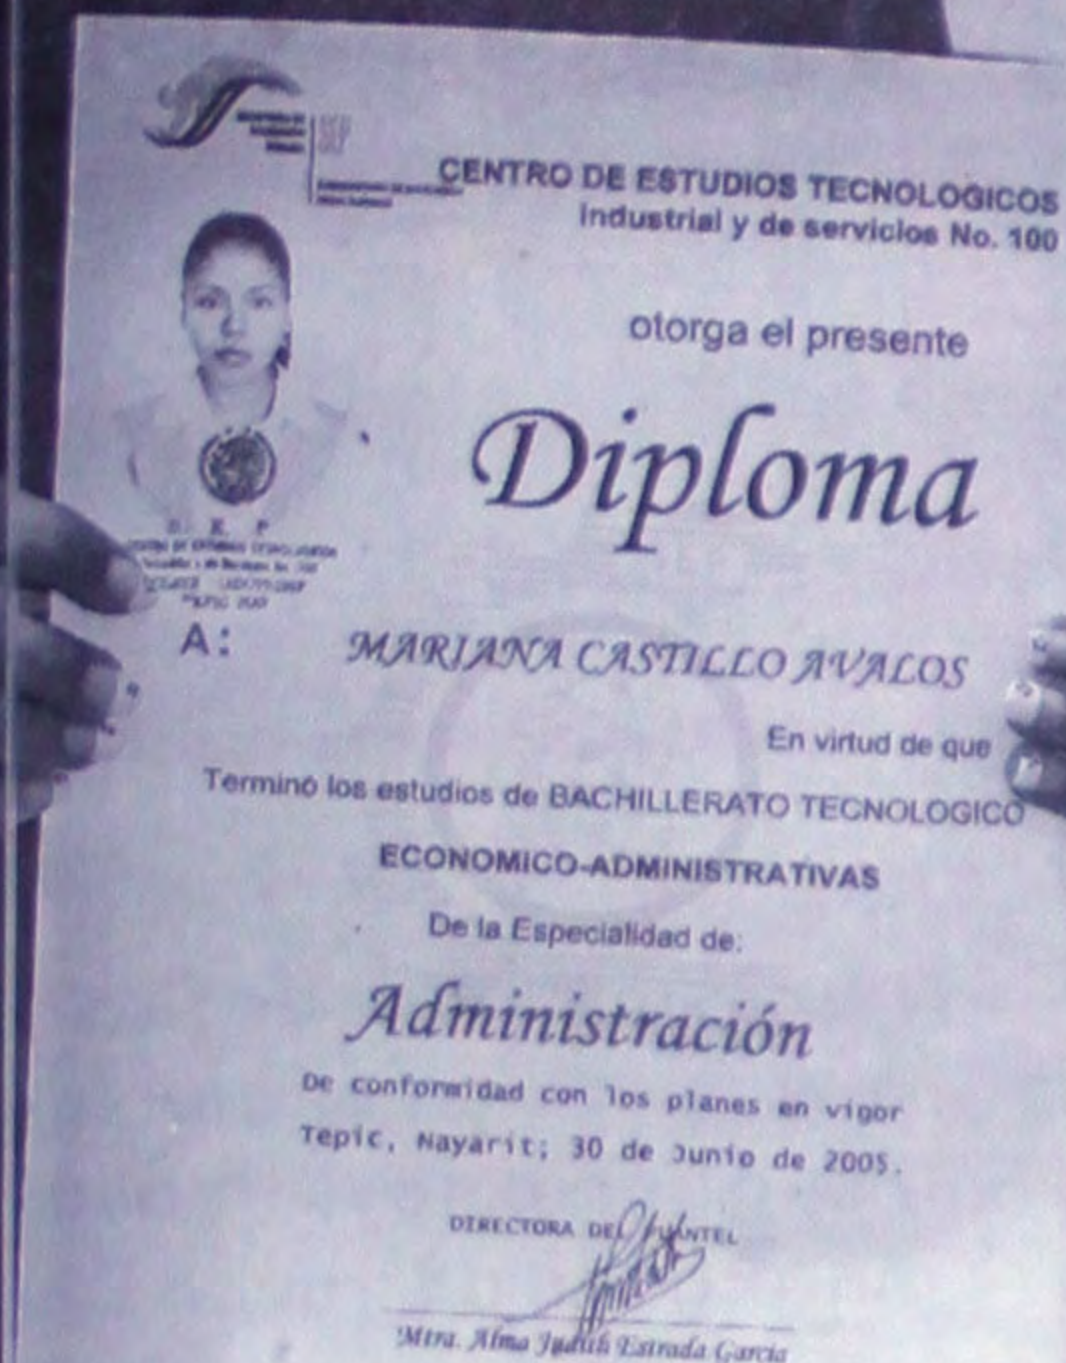 SEP
CENTRO DE ESTUDIOS TECNOLOGICOS
industrial y de servicios No. 100
otorga el presente
Diploma
S. E. P.
A:
MARIANA CASTILLO AVALOS
En virtud de que
Terminó los estudios de BACHILLERATO TECNOLOGICO
ECONOMICO-ADMINISTRATIVAS
De la Especialidad de:
Administración
De conformidad con los planes en vigor
Tepic, Nayarit; 30 de Junio de 2005.
DIRECTORA DEL PLANTEL
Mtra. Alma Judith Estrada Garcia